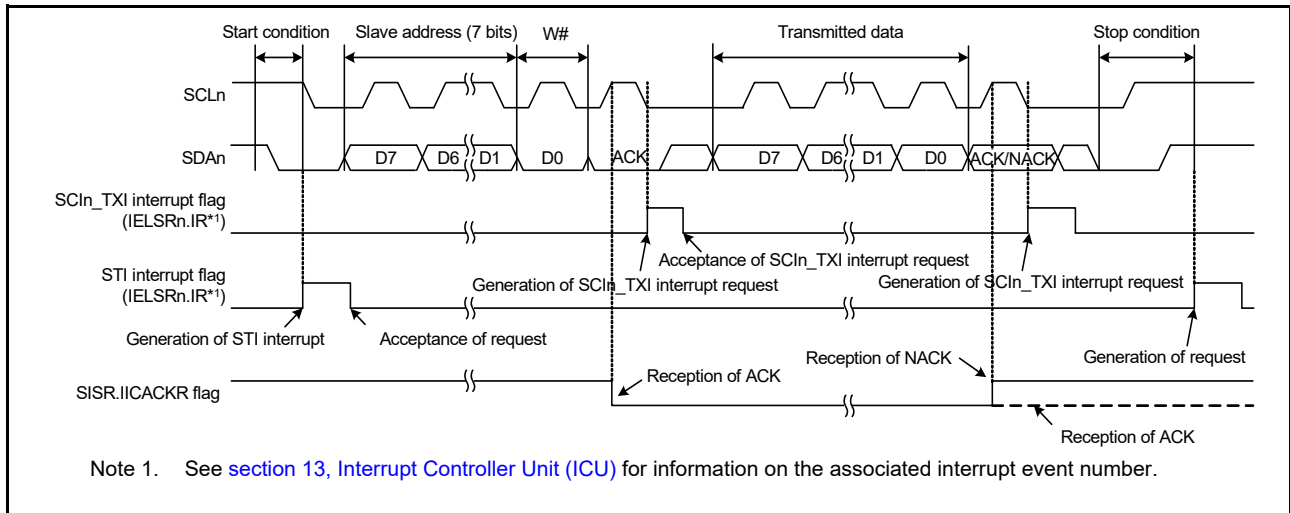 Start condition Slave address (7 bits) W# Transmitted data Stop condition
SCLn
SDAn D7 D6 D1 D0 ACK D7 D6 D1 D0 ACK/NACK
SCIn_TXI interrupt flag
(IELSRn.IR*1)
Acceptance of SCIn_TXI interrupt request
Generation of SCIn_TXI interrupt request Generation of SCIn_TXI interrupt request
STI interrupt flag
(IELSRn.IR*1)
Generation of STI interrupt Acceptance of request Generation of request
Reception of NACK
Reception of ACK
SISR.IICACKR flag
Reception of ACK
Note 1. See section 13, Interrupt Controller Unit (ICU) for information on the associated interrupt event number.